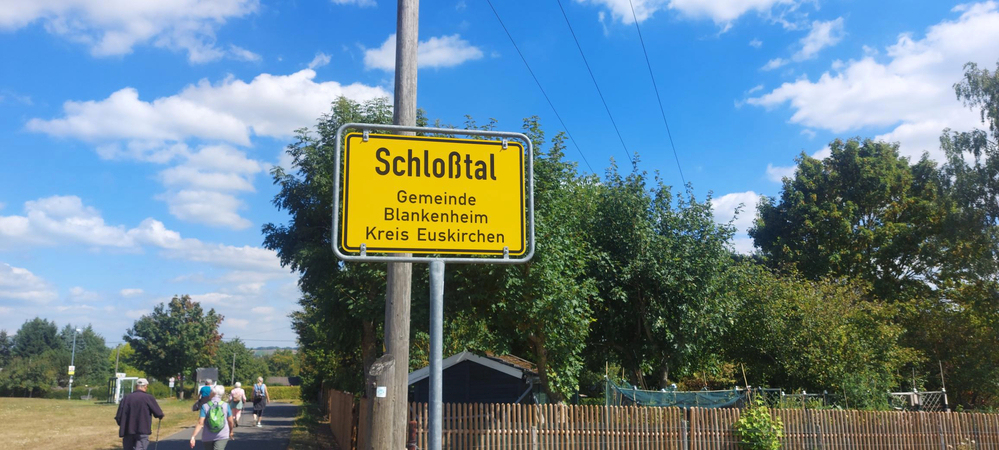 Schloßtal
Gemeinde
Blankenheim
Kreis Euskirchen